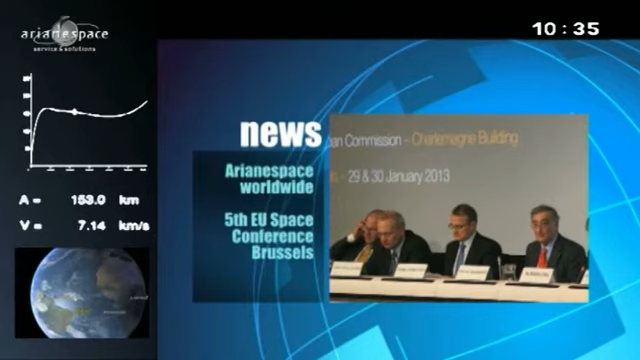 arianespace
service & solutions
10:35
A = 153.0 km
V = 7.14 km/s
news
Arianespace
worldwide
5th EU Space
Conference
Brussels
an Commission - Charlemagne Building
- 29 & 30 January 2013